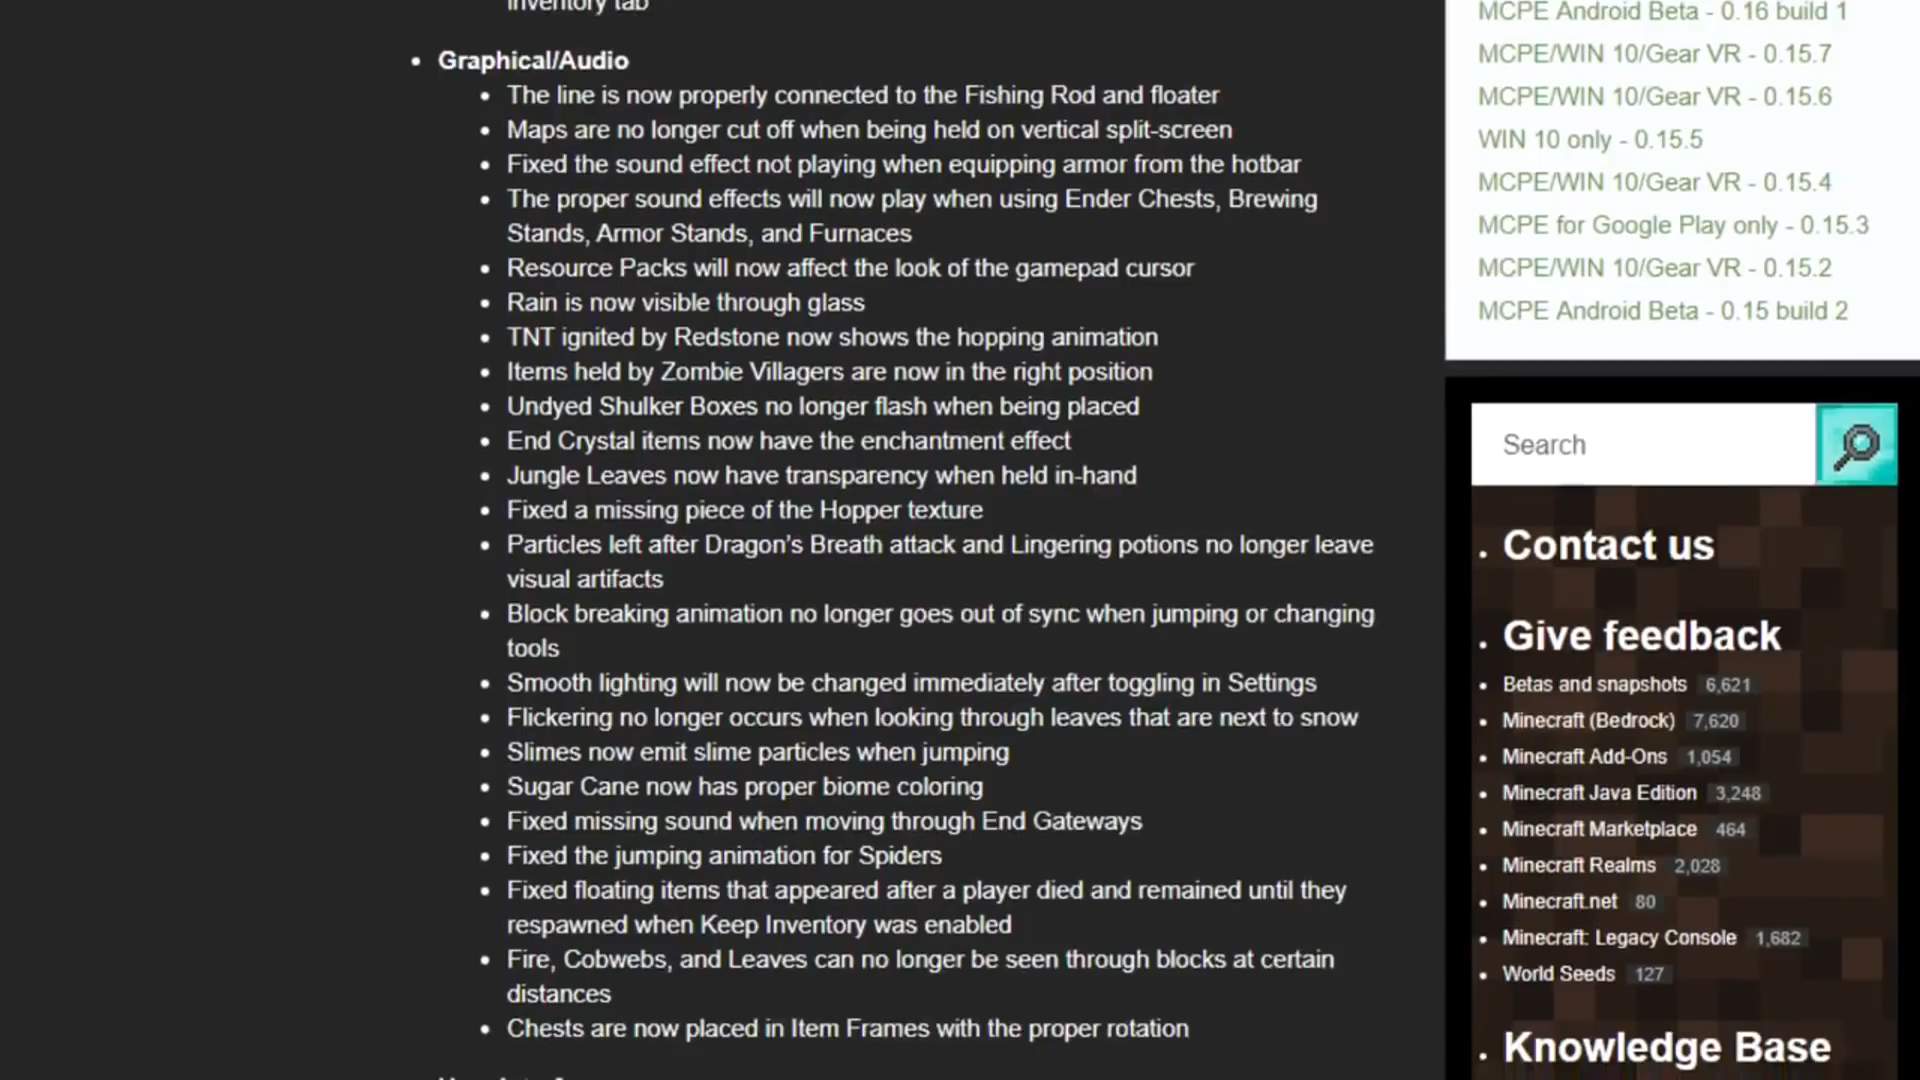 inventory tab
Graphical/Audio
The line is now properly connected to the Fishing Rod and floater
Maps are no longer cut off when being held on vertical split-screen
Fixed the sound effect not playing when equipping armor from the hotbar
The proper sound effects will now play when using Ender Chests, Brewing
Stands, Armor Stands, and Furnaces
Resource Packs will now affect the look of the gamepad cursor
Rain is now visible through glass
TNT ignited by Redstone now shows the hopping animation
Items held by Zombie Villagers are now in the right position
Undyed Shulker Boxes no longer flash when being placed
End Crystal items now have the enchantment effect
Jungle Leaves now have transparency when held in-hand
Fixed a missing piece of the Hopper texture
Particles left after Dragon’s Breath attack and Lingering potions no longer leave
visual artifacts
Block breaking animation no longer goes out of sync when jumping or changing
tools
Smooth lighting will now be changed immediately after toggling in Settings
Flickering no longer occurs when looking through leaves that are next to snow
Slimes now emit slime particles when jumping
Sugar Cane now has proper biome coloring
Fixed missing sound when moving through End Gateways
Fixed the jumping animation for Spiders
Fixed floating items that appeared after a player died and remained until they
respawned when Keep Inventory was enabled
Fire, Cobwebs, and Leaves can no longer be seen through blocks at certain
distances
Chests are now placed in Item Frames with the proper rotation
MCPE Android Beta - 0.16 build 1
MCPE/WIN 10/Gear VR - 0.15.7
MCPE/WIN 10/Gear VR - 0.15.6
WIN 10 only - 0.15.5
MCPE/WIN 10/Gear VR - 0.15.4
MCPE for Google Play only - 0.15.3
MCPE/WIN 10/Gear VR - 0.15.2
MCPE Android Beta - 0.15 build 2
Search
Contact us
Give feedback
Betas and snapshots 6,621
Minecraft (Bedrock) 7,620
Minecraft Add-Ons 1,054
Minecraft Java Edition 3,248
Minecraft Marketplace 464
Minecraft Realms 2,028
Minecraft.net 80
Minecraft: Legacy Console 1,682
World Seeds 127
Knowledge Base